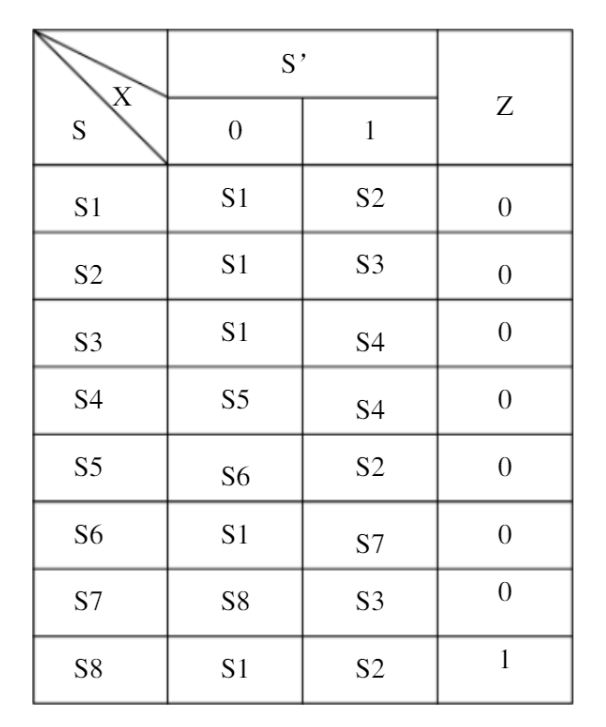 S’
X
S
0 1
Z
S1 S1 S2 0
S2 S1 S3 0
S3 S1 S4 0
S4 S5 S4 0
S5 S6 S2 0
S6 S1 S7 0
S7 S8 S3 0
S8 S1 S2 1